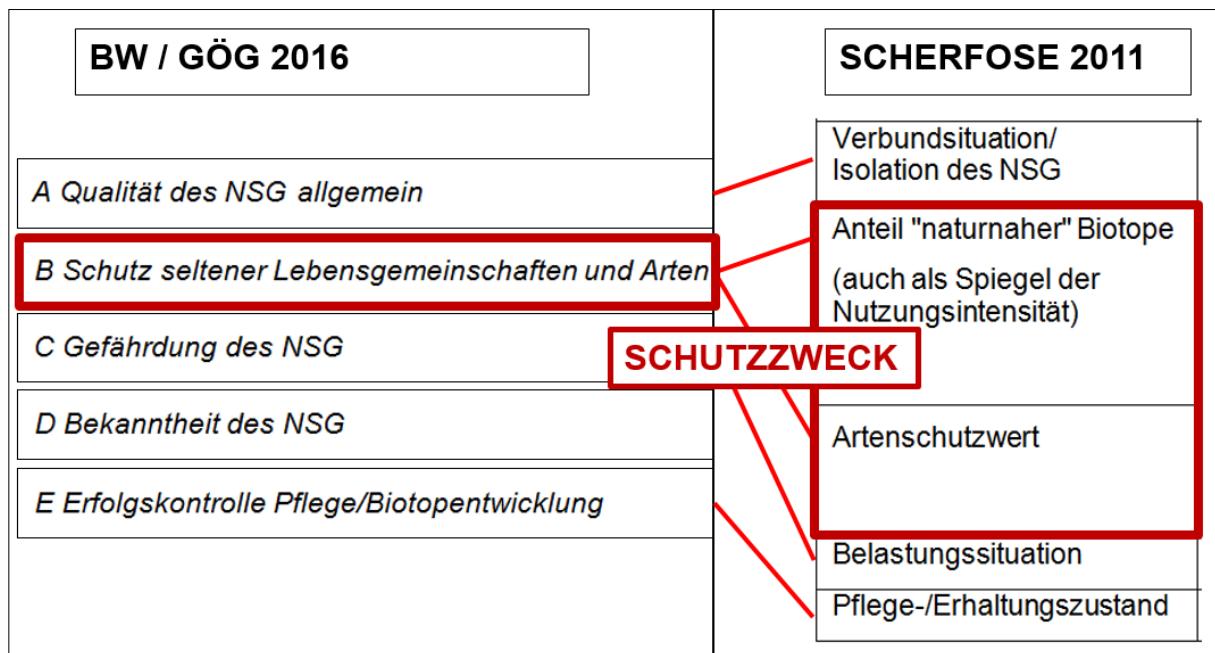 BW / GÖG 2016
A Qualität des NSG allgemein
B Schutz seltener Lebensgemeinschaften und Arten
C Gefährdung des NSG
D Bekanntheit des NSG
E Erfolgskontrolle Pflege/Biotopentwicklung
SCHUTZZWECK
SCHERFOSE 2011
Verbundsituation/
Isolation des NSG
Anteil "naturnaher" Biotope
(auch als Spiegel der
Nutzungsintensität)
Artenschutzwert
Belastungssituation
Pflege-/Erhaltungszustand